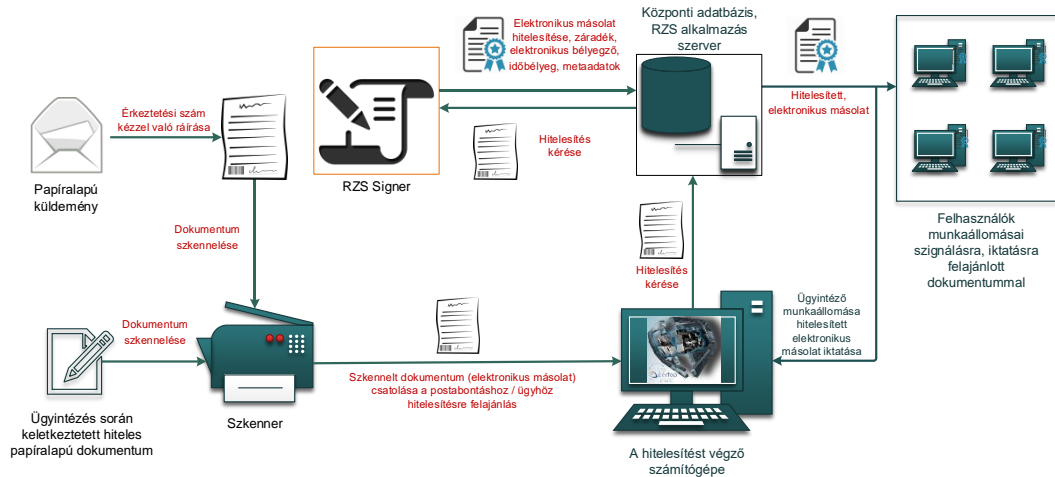 Elektronikus másolat
hitelesítése, záradék,
elektronikus bélyegző,
időbélyeg, metaadatok
Központi adatbázis,
RZS alkalmazás
szerver
Érkeztetési szám
kézzel való ráírása
Hitelesített,
elektronikus másolat
Hitelesítés
kérése
Papíralapú
küldemény
RZS Signer
Felhasználók
munkaállomásai
szignálásra, iktatásra
felajánlott
dokumentummal
Dokumentum
szkennelése
Hitelesítés
kérése
Dokumentum
szkennelése
Ügyintéző
munkaállomása
hitelesített
elektronikus
másolat iktatása
Szkennelt dokumentum (elektronikus másolat)
csatolása a postabontáshoz / ügyhöz
hitelesítésre felajánlás
Ügyintézés során
keletkeztetett hiteles
papíralapú dokumentum
Szkenner
A hitelesítést végző
számítógépe